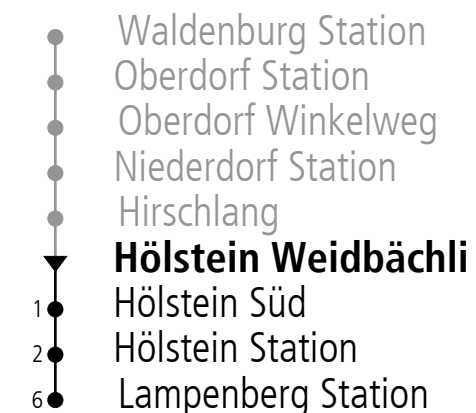 Waldenburg Station
Oberdorf Station
Oberdorf Winkelweg
Niederdorf Station
Hirschlang
Hölstein Weidbächli
1 Hölstein Süd
2 Hölstein Station
6 Lampenberg Station